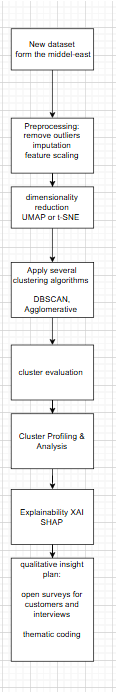 New dataset
form the middel-east
Preprocessing:
remove outliers
imputation
feature scaling
dimensionality
reduction
UMAP or t-SNE
Apply several
clustering algorithms
DBSCAN,
Agglomerative
cluster evaluation
Cluster Profiling &
Analysis
Explainability XAI
SHAP
qualitative insight
plan:
open surveys for
customers and
interviews
thematic coding